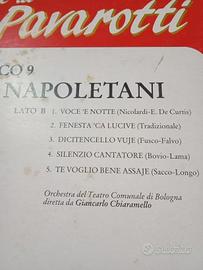 Pavarotti
CO 9
NAPOLETANI
LATO B
1. VOCE 'E NOTTE (Nicolardi-E. De Curtis)
2. FENESTA 'CA LUCIVE (Tradizionale)
3. DICITENCELLO VUJE (Fusco-Falvo)
4. SILENZIO CANTATORE (Bovio-Lama)
5. TE VOGLIO BENE ASSAJE (Sacco-Longo)
Orchestra del Teatro Comunale di Bologna
diretta da Giancarlo Chiaramello